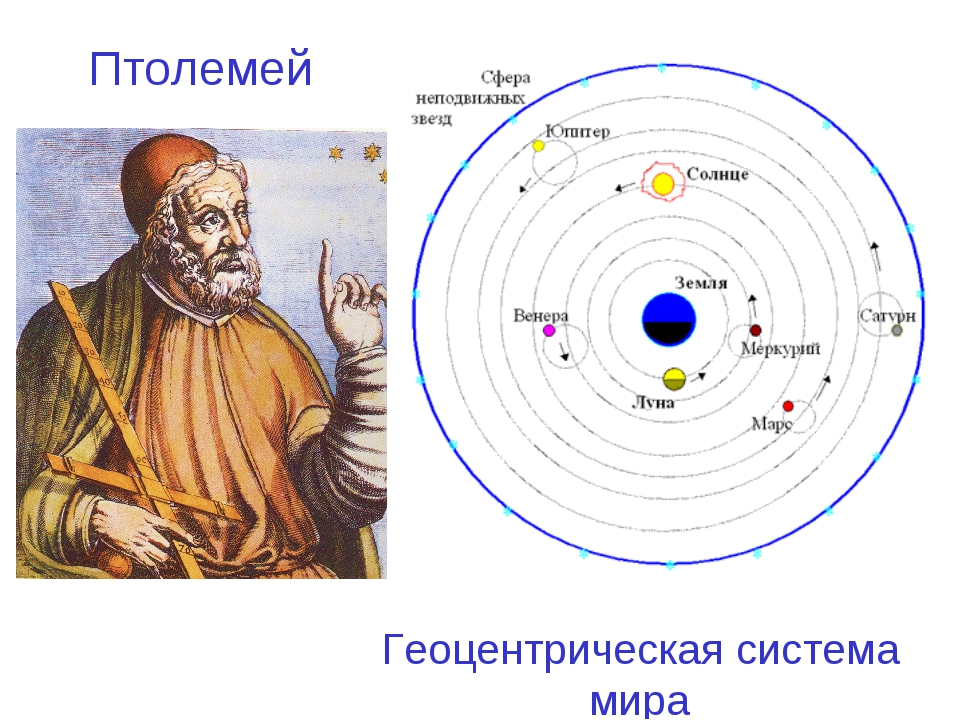 Птолемей
Сфера
неподвижных
звезд
Юпитер
Солнце
Земля
Венера
Сатурн
Меркурий
Луна
Марс
Геоцентрическая система
мира